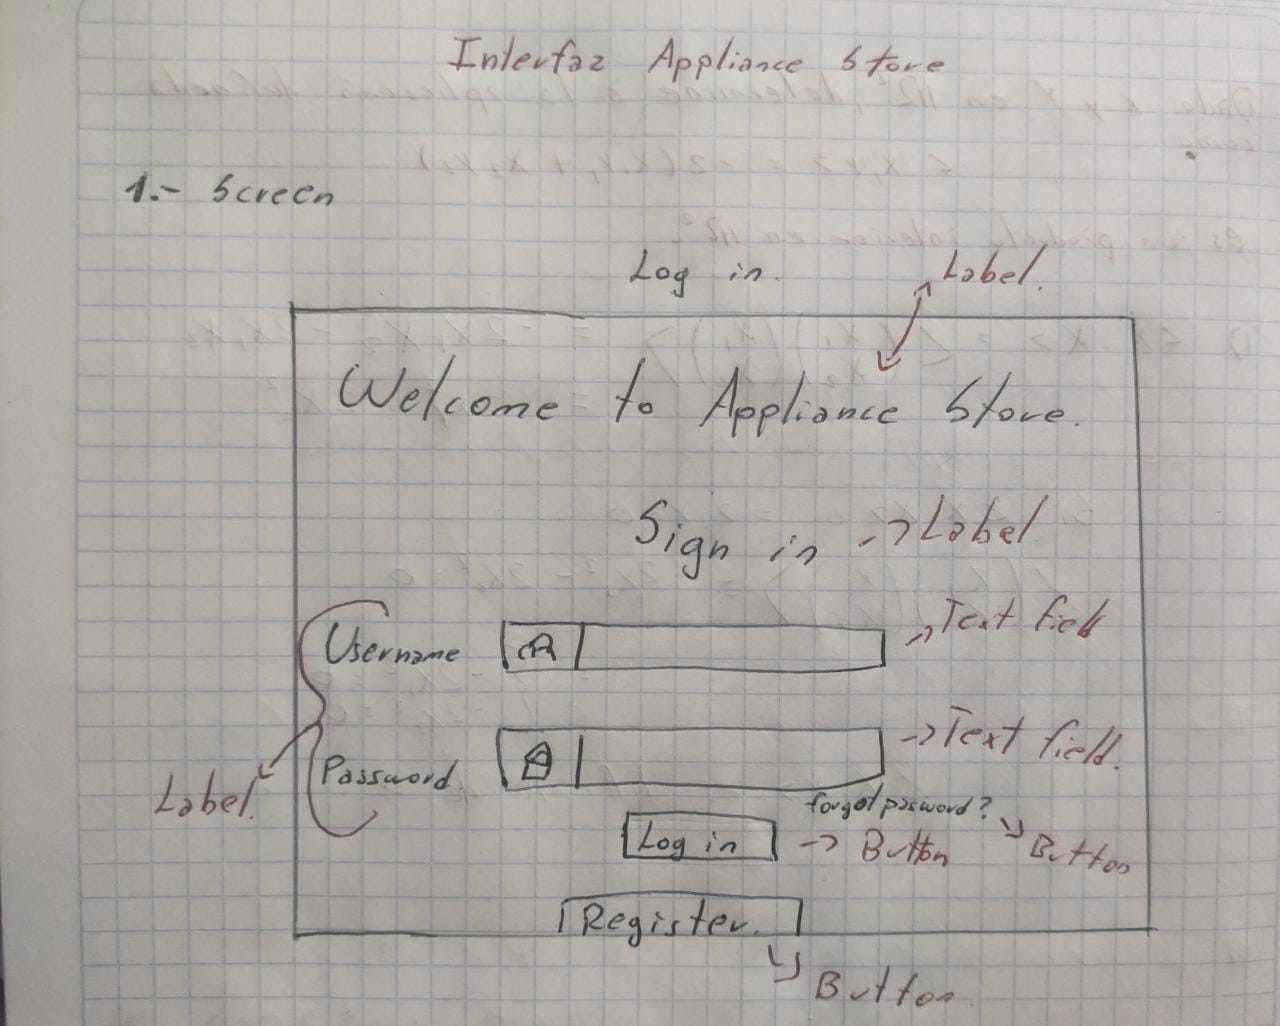 Interfaz Appliance Store
1.- Screen
Log in.
Label.
Welcome to Appliance Store.
Sign in -> Label
Username
-> Text field
Password.
-> Text field.
Label.
forgot pasword?
-> Button
Log in -> Button
Register.
-> Button.